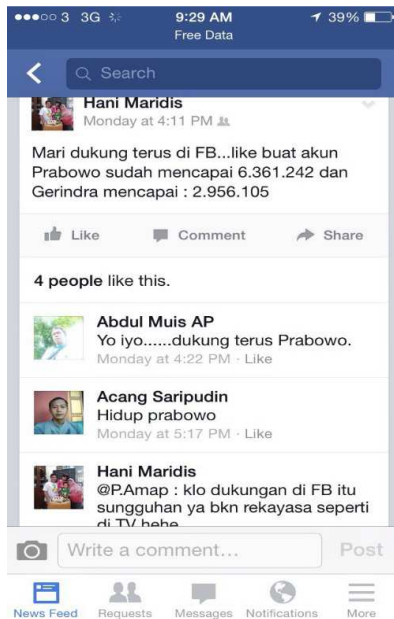 3 3G 9:29 AM 39%
Free Data
Search
Hani Maridis
Monday at 4:11 PM
Mari dukung terus di FB...like buat akun
Prabowo sudah mencapai 6.361.242 dan
Gerindra mencapai : 2.956.105
Like Comment Share
4 people like this.
Abdul Muis AP
Yo iyo......dukung terus Prabowo.
Monday at 4:22 PM · Like
Acang Saripudin
Hidup prabowo
Monday at 5:17 PM · Like
Hani Maridis
@P.Amap : klo dukungan di FB itu
sungguhan ya bkn rekayasa seperti
di TV hehe
Write a comment... Post
News Feed Requests Messages Notifications More